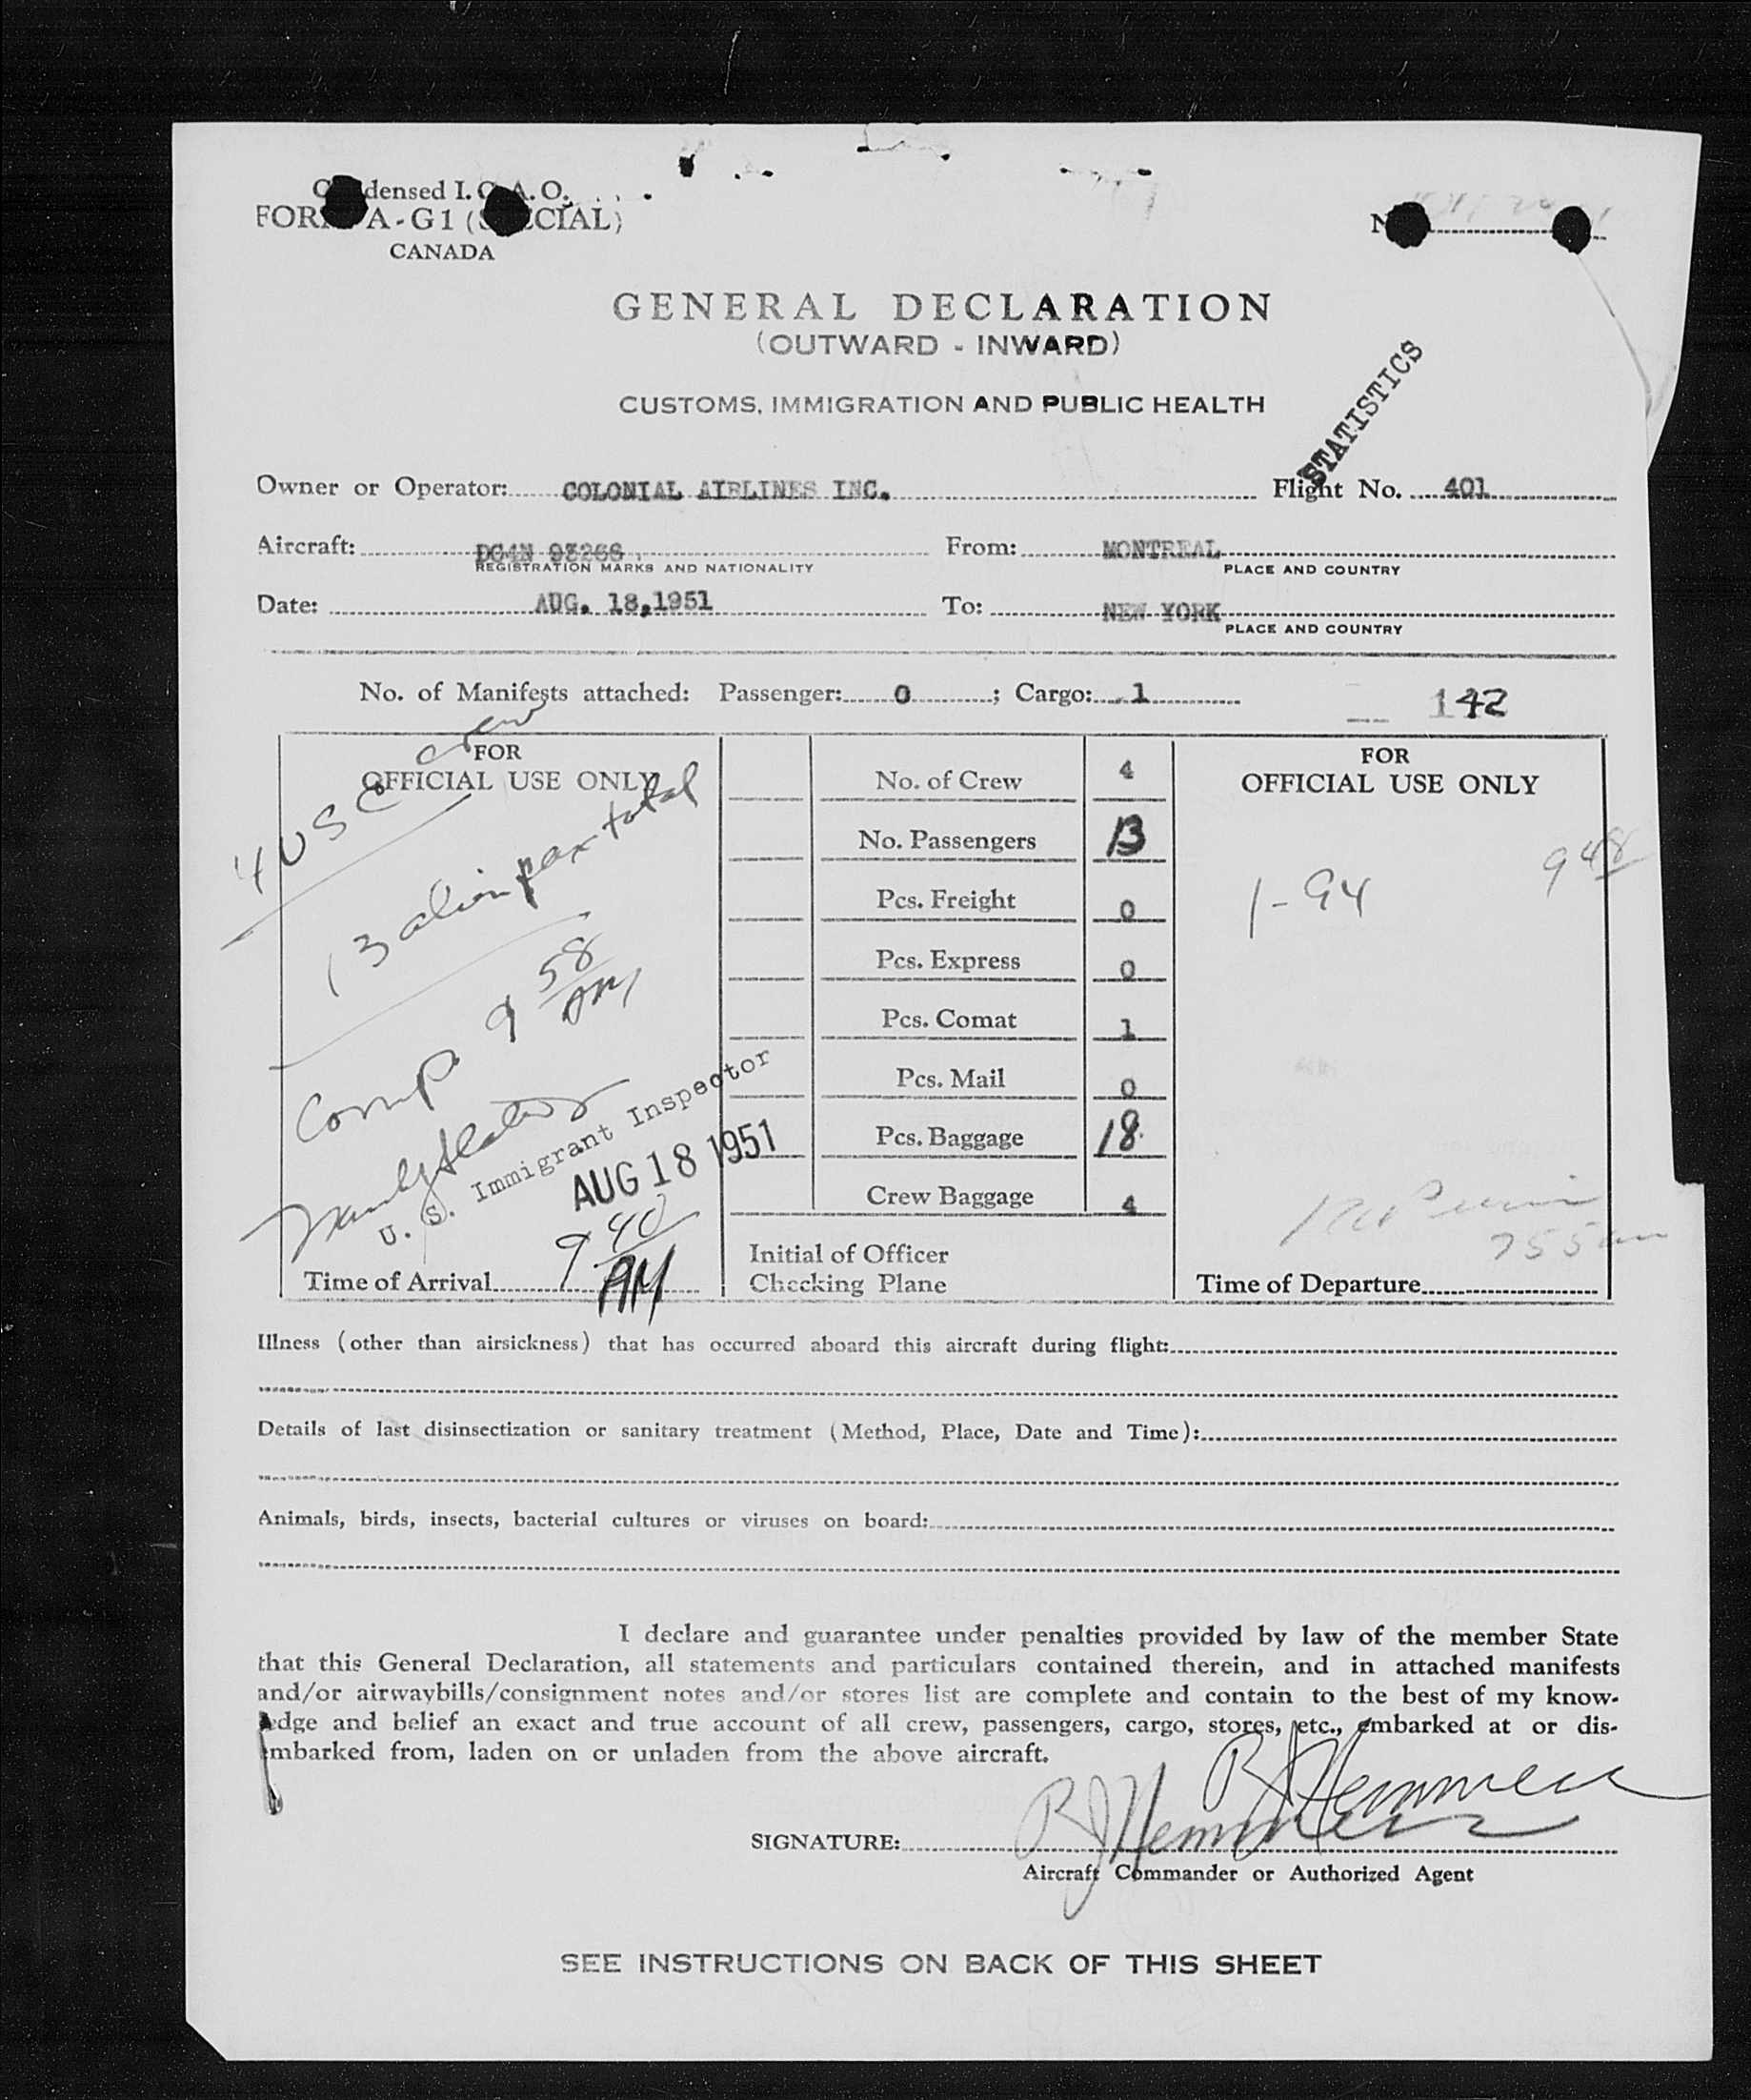 Condensed I. C. A. O.
FORM A-G1 (SPECIAL)
CANADA
GENERAL DECLARATION
(OUTWARD - INWARD)
CUSTOMS, IMMIGRATION AND PUBLIC HEALTH
STATISTICS
Owner or Operator: COLONIAL AIRLINES INC. Flight No. 401
Aircraft: DC4N 93266 From: MONTREAL
REGISTRATION MARKS AND NATIONALITY PLACE AND COUNTRY
Date: AUG. 18,1951 To: NEW YORK
PLACE AND COUNTRY
No. of Manifests attached: Passenger: 0 ; Cargo: 1 142
FOR
OFFICIAL USE ONLY
4 USC crew
13 alien pax total
Comp 9 58 AM
U. S. Immigrant Inspector
AUG 18 1951
9 40 AM
Time of Arrival
No. of Crew 4
No. Passengers 13
Pcs. Freight 0
Pcs. Express 0
Pcs. Comat 1
Pcs. Mail 0
Pcs. Baggage 18
Crew Baggage 4
Initial of Officer
Checking Plane
FOR
OFFICIAL USE ONLY
1-94 9 48
755 am
Time of Departure
Illness (other than airsickness) that has occurred aboard this aircraft during flight:
Details of last disinsectization or sanitary treatment (Method, Place, Date and Time):
Animals, birds, insects, bacterial cultures or viruses on board:
I declare and guarantee under penalties provided by law of the member State
that this General Declaration, all statements and particulars contained therein, and in attached manifests
and/or airwaybills/consignment notes and/or stores list are complete and contain to the best of my know-
ledge and belief an exact and true account of all crew, passengers, cargo, stores, etc., embarked at or dis-
embarked from, laden on or unladen from the above aircraft.
SIGNATURE:
Aircraft Commander or Authorized Agent
SEE INSTRUCTIONS ON BACK OF THIS SHEET